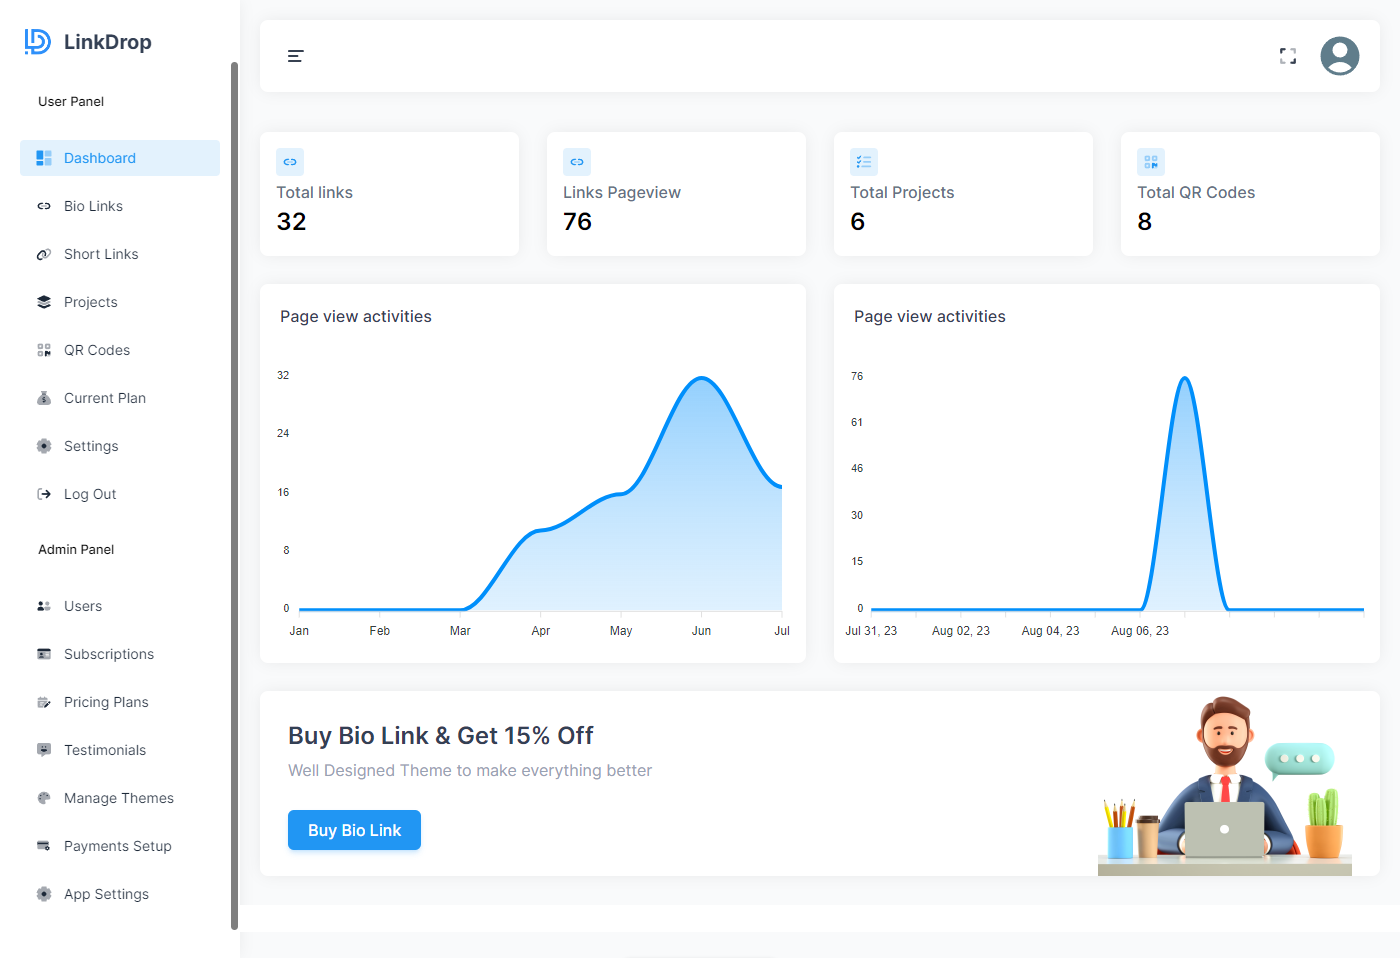 LinkDrop
User Panel
Dashboard
Bio Links
Short Links
Projects
QR Codes
Current Plan
Settings
Log Out
Admin Panel
Users
Subscriptions
Pricing Plans
Testimonials
Manage Themes
Payments Setup
App Settings
Total links
32
Links Pageview
76
Total Projects
6
Total QR Codes
8
Page view activities
32
24
16
8
0
Jan Feb Mar Apr May Jun Jul
Page view activities
76
61
46
30
15
0
Jul 31, 23 Aug 02, 23 Aug 04, 23 Aug 06, 23
Buy Bio Link & Get 15% Off
Well Designed Theme to make everything better
Buy Bio Link